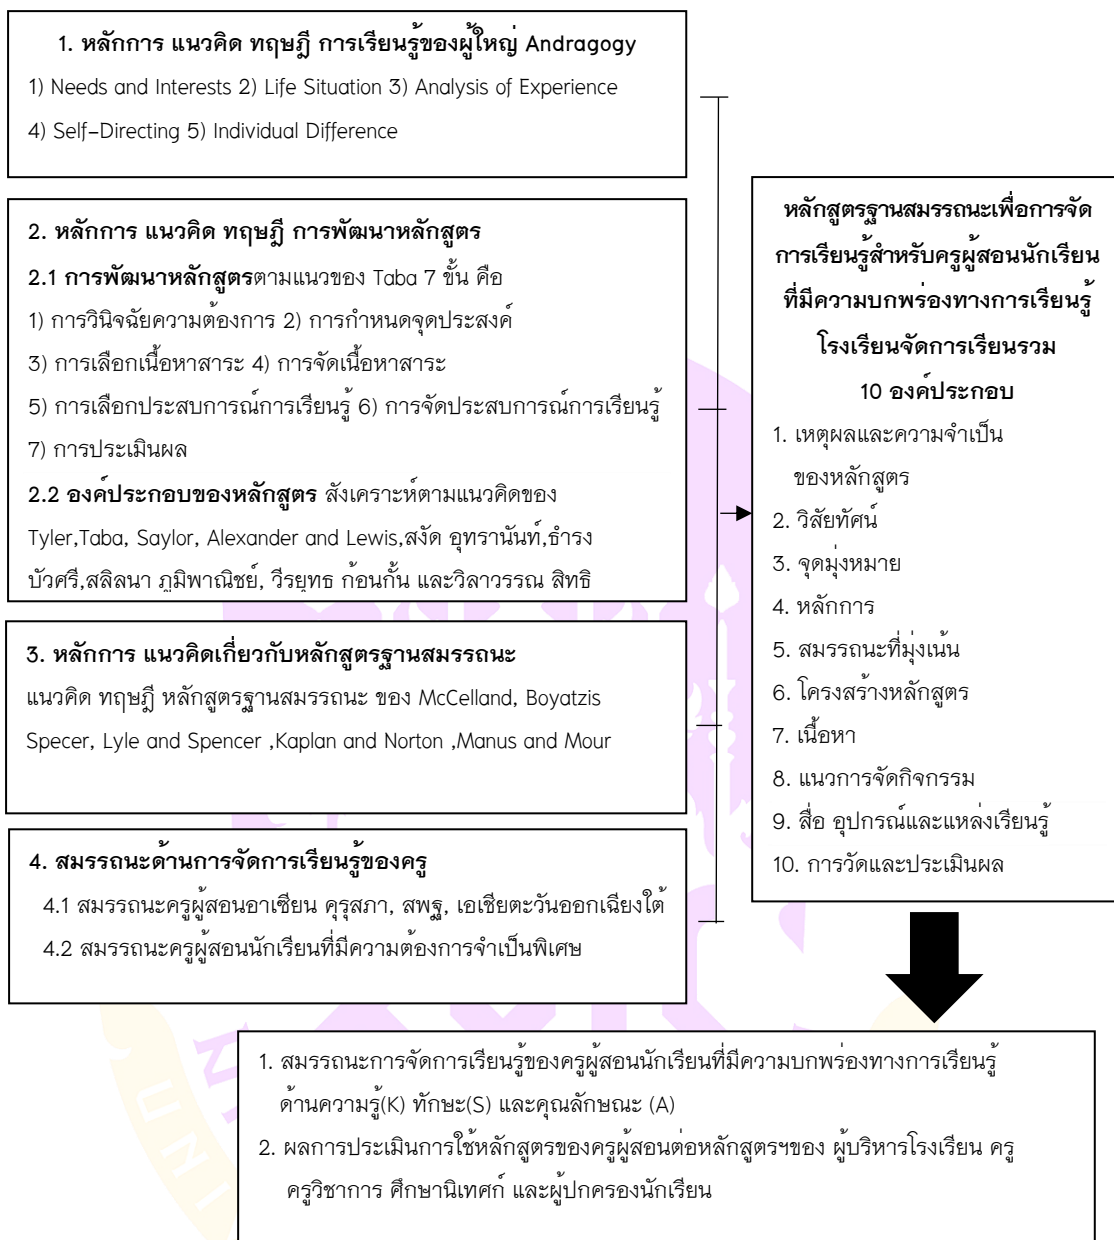 1. หลักการ แนวคิด ทฤษฎี การเรียนรู้ของผู้ใหญ่ Andragogy
1) Needs and Interests 2) Life Situation 3) Analysis of Experience
4) Self-Directing 5) Individual Difference
2. หลักการ แนวคิด ทฤษฎี การพัฒนาหลักสูตร
2.1 การพัฒนาหลักสูตรตามแนวของ Taba 7 ขั้น คือ
1) การวินิจฉัยความต้องการ 2) การกำหนดจุดประสงค์
3) การเลือกเนื้อหาสาระ 4) การจัดเนื้อหาสาระ
5) การเลือกประสบการณ์การเรียนรู้ 6) การจัดประสบการณ์การเรียนรู้
7) การประเมินผล
2.2 องค์ประกอบของหลักสูตร สังเคราะห์ตามแนวคิดของ
Tyler,Taba, Saylor, Alexander and Lewis,สงัด อุทรานันท์,ธำรง
บัวศรี,สลิลนา ภูมิพาณิชย์, วีรยุทธ ก้อนกั้น และวิลาวรรณ สิทธิ
3. หลักการ แนวคิดเกี่ยวกับหลักสูตรฐานสมรรถนะ
แนวคิด ทฤษฎี หลักสูตรฐานสมรรถนะ ของ McCelland, Boyatzis
Specer, Lyle and Spencer ,Kaplan and Norton ,Manus and Mour
4. สมรรถนะด้านการจัดการเรียนรู้ของครู
4.1 สมรรถนะครูผู้สอนอาเซียน คุรุสภา, สพฐ, เอเชียตะวันออกเฉียงใต้
4.2 สมรรถนะครูผู้สอนนักเรียนที่มีความต้องการจำเป็นพิเศษ
หลักสูตรฐานสมรรถนะเพื่อการจัด
การเรียนรู้สำหรับครูผู้สอนนักเรียน
ที่มีความบกพร่องทางการเรียนรู้
โรงเรียนจัดการเรียนรวม
10 องค์ประกอบ
1. เหตุผลและความจำเป็น
ของหลักสูตร
2. วิสัยทัศน์
3. จุดมุ่งหมาย
4. หลักการ
5. สมรรถนะที่มุ่งเน้น
6. โครงสร้างหลักสูตร
7. เนื้อหา
8. แนวการจัดกิจกรรม
9. สื่อ อุปกรณ์และแหล่งเรียนรู้
10. การวัดและประเมินผล
1. สมรรถนะการจัดการเรียนรู้ของครูผู้สอนนักเรียนที่มีความบกพร่องทางการเรียนรู้
ด้านความรู้(K) ทักษะ(S) และคุณลักษณะ (A)
2. ผลการประเมินการใช้หลักสูตรของครูผู้สอนต่อหลักสูตรฯของ ผู้บริหารโรงเรียน ครู
ครูวิชาการ ศึกษานิเทศก์ และผู้ปกครองนักเรียน